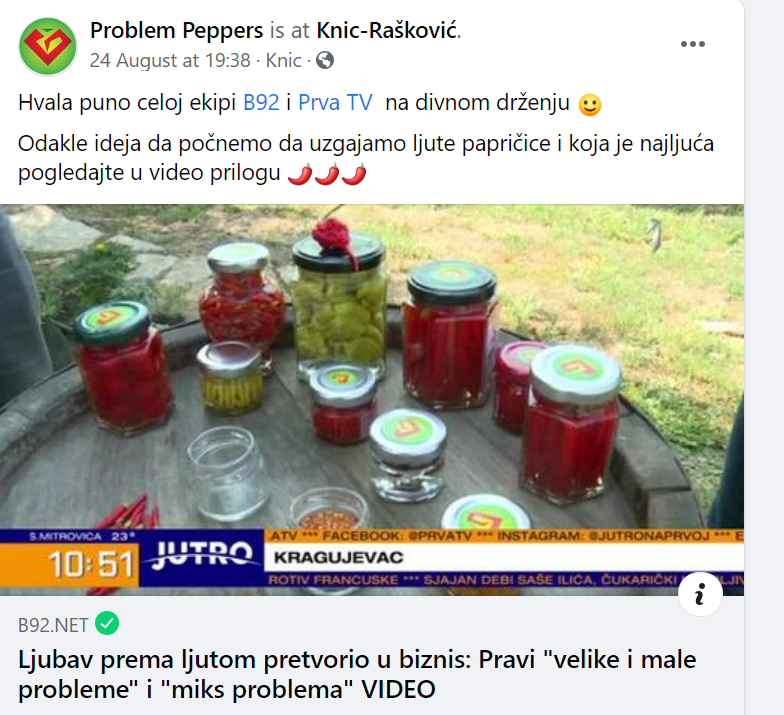 Problem Peppers is at Knic-Rašković.
24 August at 19:38 · Knic ·
Hvala puno celoj ekipi B92 i Prva TV na divnom drženju 🙂
Odakle ideja da počnemo da uzgajamo ljute papričice i koja je najljuća
pogledajte u video prilogu 🌶️🌶️🌶️
S.MITROVICA 23°
10:51
JUTRO
ATV *** FACEBOOK: @PRVATV *** INSTAGRAM: @JUTRONAPRVOJ *** E
KRAGUJEVAC
ROTIV FRANCUSKE *** SJAJAN DEBI SAŠE ILIĆA, ČUKARIČKI
B92.NET
Ljubav prema ljutom pretvorio u biznis: Pravi "velike i male
probleme" i "miks problema" VIDEO